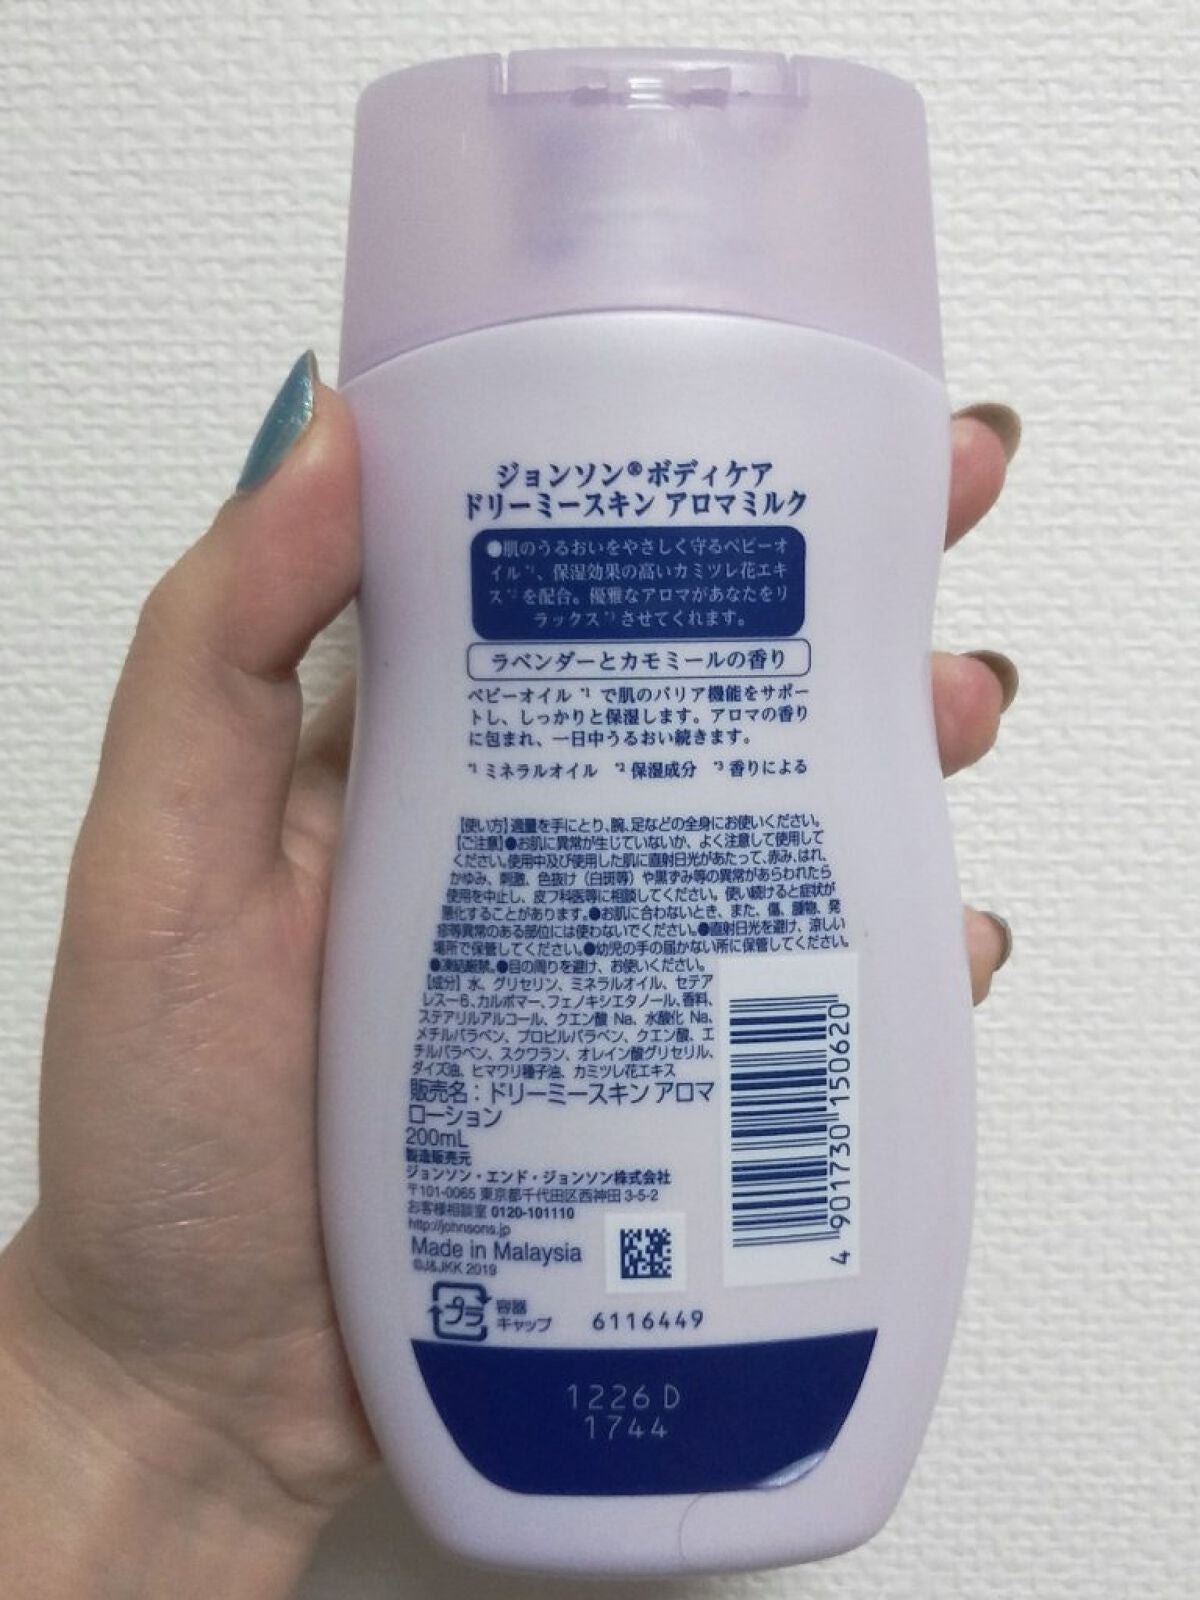 ジョンソン®ボディケア
ドリーミースキン アロマミルク
●肌のうるおいをやさしく守るベビーオ
イル*1、保湿効果の高いカミツレ花エキ
ス*2を配合。優雅なアロマがあなたをリ
ラックス*3させてくれます。
ラベンダーとカモミールの香り
ベビーオイル*1で肌のバリア機能をサポー
トし、しっかりと保湿します。アロマの香り
に包まれ、一日中うるおい続きます。
*1 ミネラルオイル *2 保湿成分 *3 香りによる
【使い方】適量を手にとり、腕、足などの全身にお使いください。
【ご注意】●お肌に異常が生じていないか、よく注意して使用して
ください。使用中及び使用した肌に直射日光があたって、赤み、はれ、
かゆみ、刺激、色抜け（白斑等）や黒ずみ等の異常があらわれたら
使用を中止し、皮フ科医等に相談してください。使い続けると症状が
悪化することがあります。●お肌に合わないとき、また、傷、腫物、発
疹等異常のある部位には使わないでください。●直射日光を避け、涼しい
場所で保管してください。●幼児の手の届かない所に保管してください。
●凍結厳禁。●目の周りを避け、お使いください。
【成分】水、グリセリン、ミネラルオイル、セテア
レスー6、カルボマー、フェノキシエタノール、香料、
ステアリルアルコール、クエン酸 Na、水酸化 Na、
メチルパラベン、プロピルパラベン、クエン酸、エ
チルパラベン、スクワラン、オレイン酸グリセリル、
ダイズ油、ヒマワリ種子油、カミツレ花エキス
販売名：ドリーミースキン アロマ
ローション
200mL
製造販売元
ジョンソン・エンド・ジョンソン株式会社
〒101-0065 東京都千代田区西神田 3-5-2
お客様相談室 0120-101110
http://johnsons.jp
Made in Malaysia
©J&JKK 2019
プラ 容器
キャップ
6116449
4 901730 150620
1226 D
1744